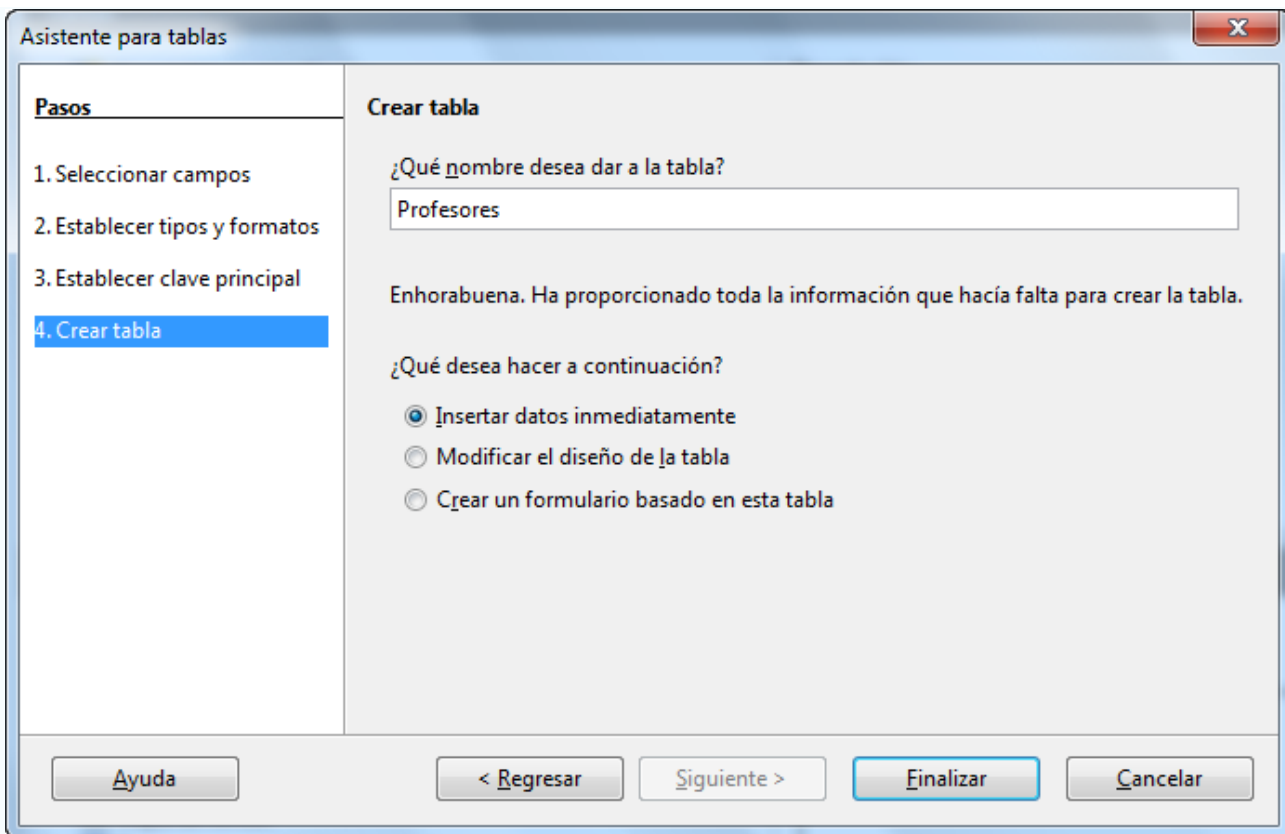 Asistente para tablas
Pasos
1. Seleccionar campos
2. Establecer tipos y formatos
3. Establecer clave principal
4. Crear tabla
Crear tabla
¿Qué nombre desea dar a la tabla?
Profesores
Enhorabuena. Ha proporcionado toda la información que hacía falta para crear la tabla.
¿Qué desea hacer a continuación?
Insertar datos inmediatamente
Modificar el diseño de la tabla
Crear un formulario basado en esta tabla
Ayuda
< Regresar
Siguiente >
Finalizar
Cancelar